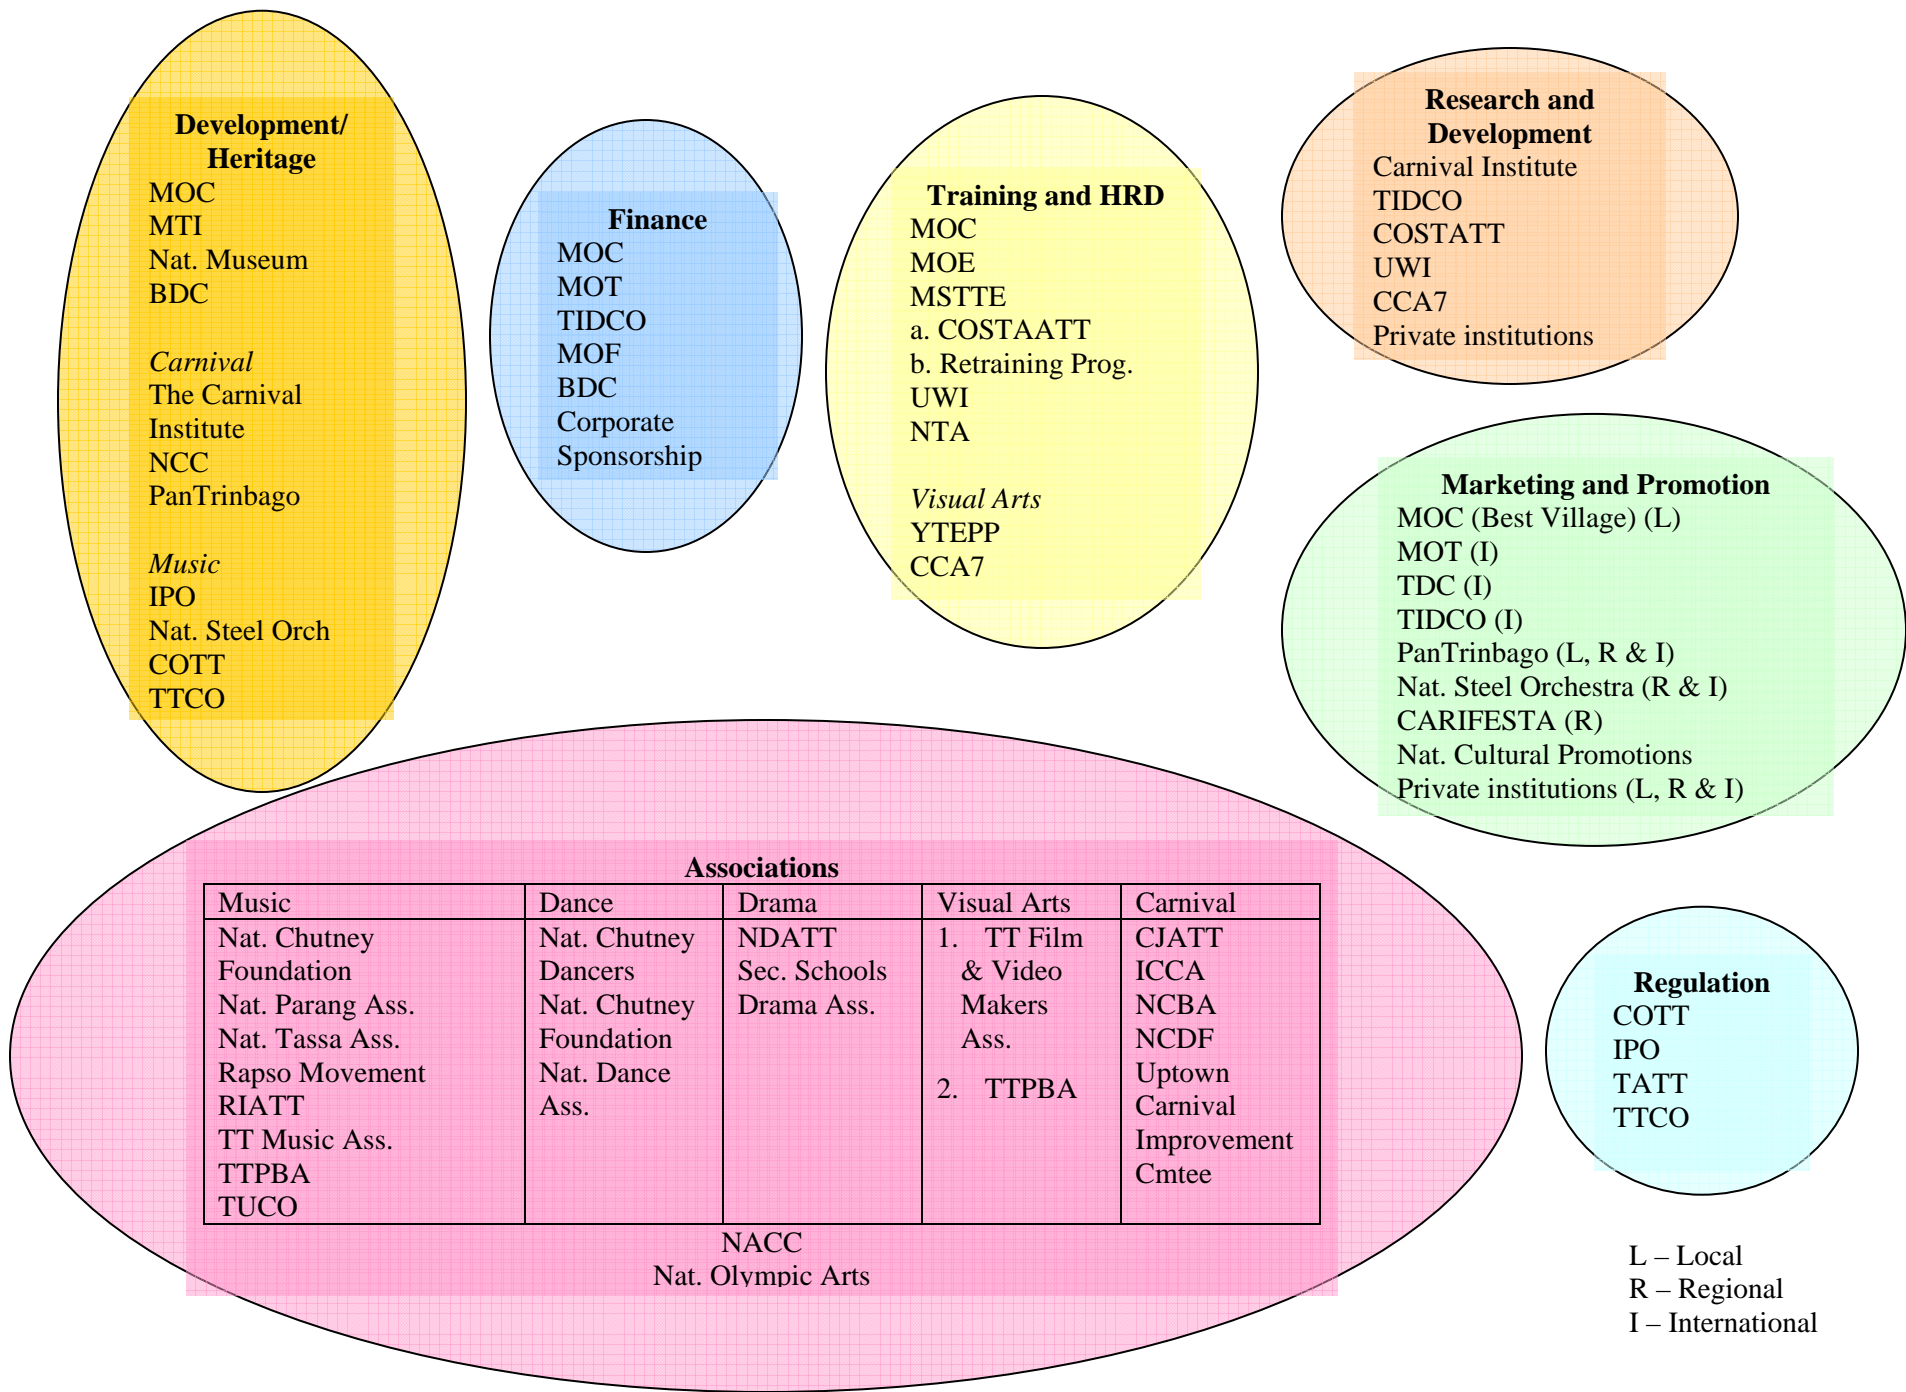 Development/
Heritage
MOC
MTI
Nat. Museum
BDC
Carnival
The Carnival
Institute
NCC
PanTrinbago
Music
IPO
Nat. Steel Orch
COTT
TTCO
Finance
MOC
MOT
TIDCO
MOF
BDC
Corporate
Sponsorship
Training and HRD
MOC
MOE
MSTTE
a. COSTAATT
b. Retraining Prog.
UWI
NTA
Visual Arts
YTEPP
CCA7
Research and
Development
Carnival Institute
TIDCO
COSTATT
UWI
CCA7
Private institutions
Marketing and Promotion
MOC (Best Village) (L)
MOT (I)
TDC (I)
TIDCO (I)
PanTrinbago (L, R & I)
Nat. Steel Orchestra (R & I)
CARIFESTA (R)
Nat. Cultural Promotions
Private institutions (L, R & I)
Associations
Music
Nat. Chutney
Foundation
Nat. Parang Ass.
Nat. Tassa Ass.
Rapso Movement
RIATT
TT Music Ass.
TTPBA
TUCO
Dance
Nat. Chutney
Dancers
Nat. Chutney
Foundation
Nat. Dance
Ass.
Drama
NDATT
Sec. Schools
Drama Ass.
Visual Arts
1. TT Film
& Video
Makers
Ass.
2. TTPBA
Carnival
CJATT
ICCA
NCBA
NCDF
Uptown
Carnival
Improvement
Cmtee
NACC
Nat. Olympic Arts
Regulation
COTT
IPO
TATT
TTCO
L – Local
R – Regional
I – International